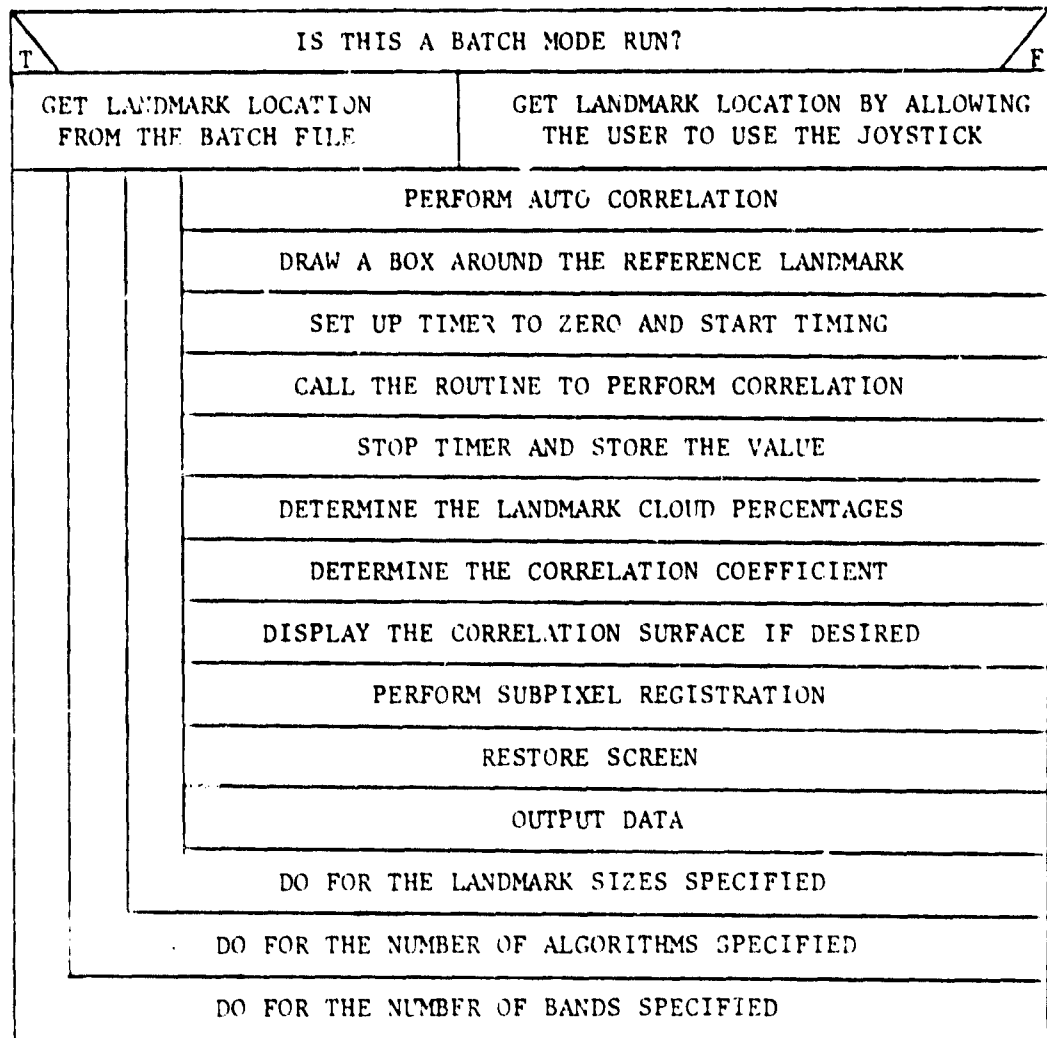 IS THIS A BATCH MODE RUN?
T
F
GET LANDMARK LOCATION
FROM THE BATCH FILE
GET LANDMARK LOCATION BY ALLOWING
THE USER TO USE THE JOYSTICK
PERFORM AUTO CORRELATION
DRAW A BOX AROUND THE REFERENCE LANDMARK
SET UP TIMER TO ZERO AND START TIMING
CALL THE ROUTINE TO PERFORM CORRELATION
STOP TIMER AND STORE THE VALUE
DETERMINE THE LANDMARK CLOUD PERCENTAGES
DETERMINE THE CORRELATION COEFFICIENT
DISPLAY THE CORRELATION SURFACE IF DESIRED
PERFORM SUBPIXEL REGISTRATION
RESTORE SCREEN
OUTPUT DATA
DO FOR THE LANDMARK SIZES SPECIFIED
DO FOR THE NUMBER OF ALGORITHMS SPECIFIED
DO FOR THE NUMBER OF BANDS SPECIFIED